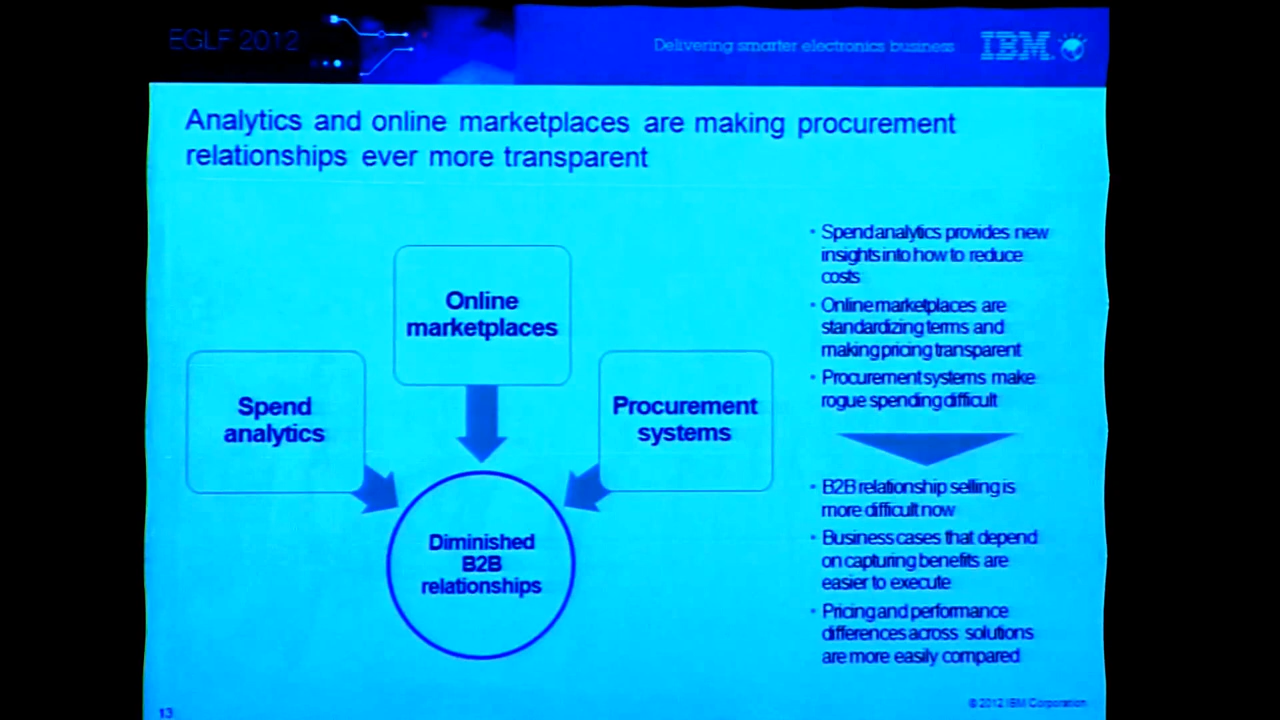 EGLF 2012
Delivering smarter electronics business
IBM.
Analytics and online marketplaces are making procurement
relationships ever more transparent
Online
marketplaces
Spend
analytics
Procurement
systems
Diminished
B2B
relationships
• Spend analytics provides new
insights into how to reduce
costs
• Online marketplaces are
standardizing terms and
making pricing transparent
• Procurement systems make
rogue spending difficult
• B2B relationship selling is
more difficult now
• Business cases that depend
on capturing benefits are
easier to execute
• Pricing and performance
differences across solutions
are more easily compared
13
© 2012 IBM Corporation